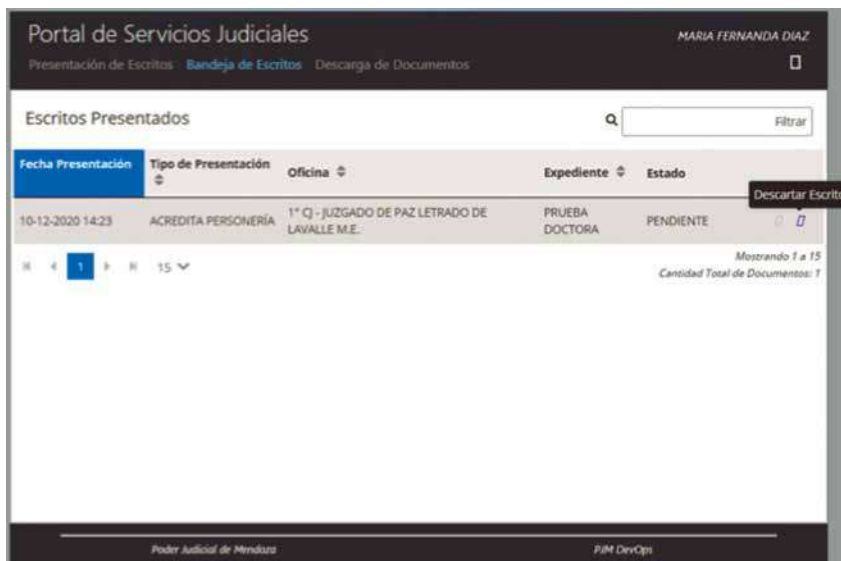 Portal de Servicios Judiciales
MARIA FERNANDA DIAZ
Presentación de Escritos Bandeja de Escritos Descarga de Documentos
Escritos Presentados
Filtrar
Fecha Presentación Tipo de Presentación Oficina Expediente Estado
Descartar Escrito
10-12-2020 14:23 ACREDITA PERSONERÍA 1° CJ - JUZGADO DE PAZ LETRADO DE LAVALLE M.E. PRUEBA DOCTORA PENDIENTE
1 15
Mostrando 1 a 15
Cantidad Total de Documentos: 1
Poder Judicial de Mendoza PJM DevOps